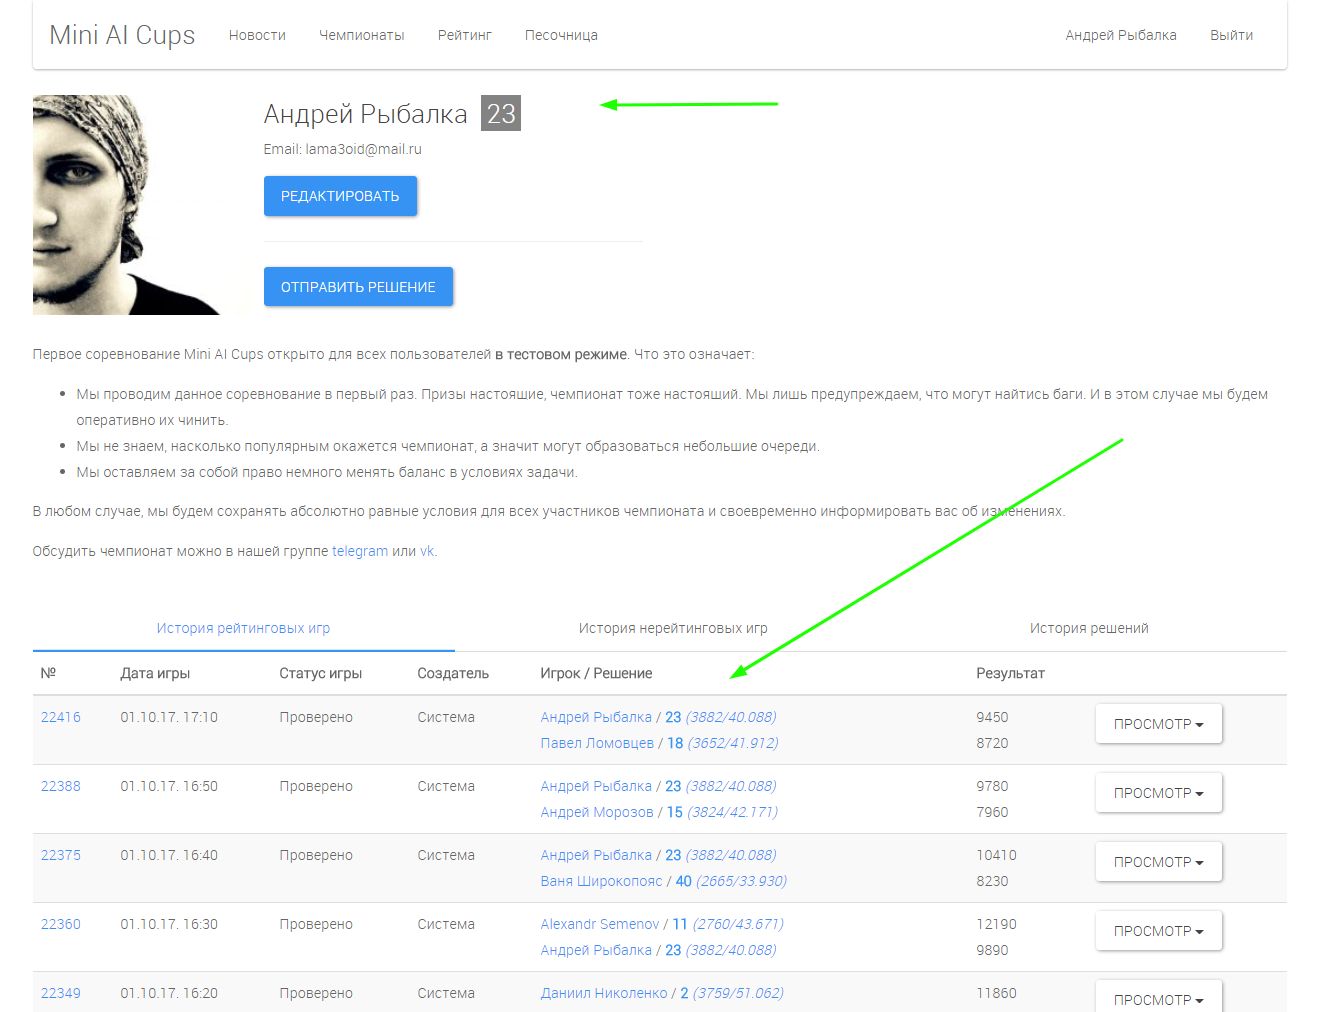 Mini AI Cups Новости Чемпионаты Рейтинг Песочница Андрей Рыбалка Выйти
Андрей Рыбалка 23
Email: lama3oid@mail.ru
РЕДАКТИРОВАТЬ
ОТПРАВИТЬ РЕШЕНИЕ
Первое соревнование Mini AI Cups открыто для всех пользователей в тестовом режиме. Что это означает:
Мы проводим данное соревнование в первый раз. Призы настоящие, чемпионат тоже настоящий. Мы лишь предупреждаем, что могут найтись баги. И в этом случае мы будем
оперативно их чинить.
Мы не знаем, насколько популярным окажется чемпионат, а значит могут образоваться небольшие очереди.
Мы оставляем за собой право немного менять баланс в условиях задачи.
В любом случае, мы будем сохранять абсолютно равные условия для всех участников чемпионата и своевременно информировать вас об изменениях.
Обсудить чемпионат можно в нашей группе telegram или vk.
История рейтинговых игр История нерейтинговых игр История решений
№ Дата игры Статус игры Создатель Игрок / Решение Результат
22416 01.10.17. 17:10 Проверено Система Андрей Рыбалка / 23 (3882/40.088) 9450 ПРОСМОТР
Павел Ломовцев / 18 (3652/41.912) 8720
22388 01.10.17. 16:50 Проверено Система Андрей Рыбалка / 23 (3882/40.088) 9780 ПРОСМОТР
Андрей Морозов / 15 (3824/42.171) 7960
22375 01.10.17. 16:40 Проверено Система Андрей Рыбалка / 23 (3882/40.088) 10410 ПРОСМОТР
Ваня Широкопояс / 40 (2665/33.930) 8230
22360 01.10.17. 16:30 Проверено Система Alexandr Semenov / 11 (2760/43.671) 12190 ПРОСМОТР
Андрей Рыбалка / 23 (3882/40.088) 9890
22349 01.10.17. 16:20 Проверено Система Даниил Николенко / 2 (3759/51.062) 11860 ПРОСМОТР